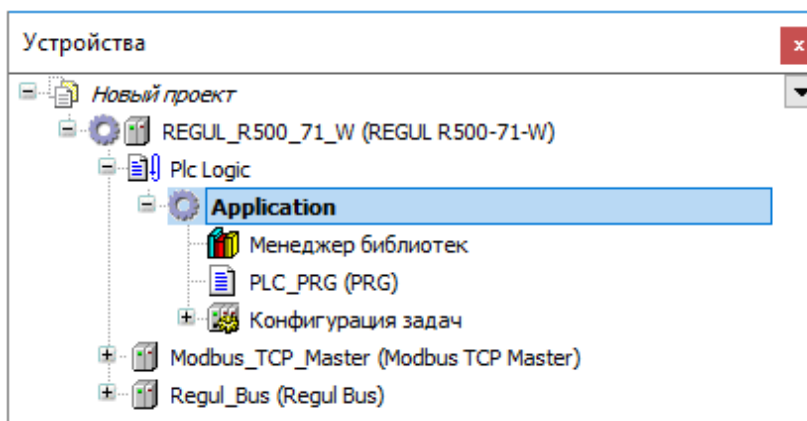 Устройства
x
Новый проект
REGUL_R500_71_W (REGUL R500-71-W)
Plc Logic
Application
Менеджер библиотек
PLC_PRG (PRG)
Конфигурация задач
Modbus_TCP_Master (Modbus TCP Master)
Regul_Bus (Regul Bus)